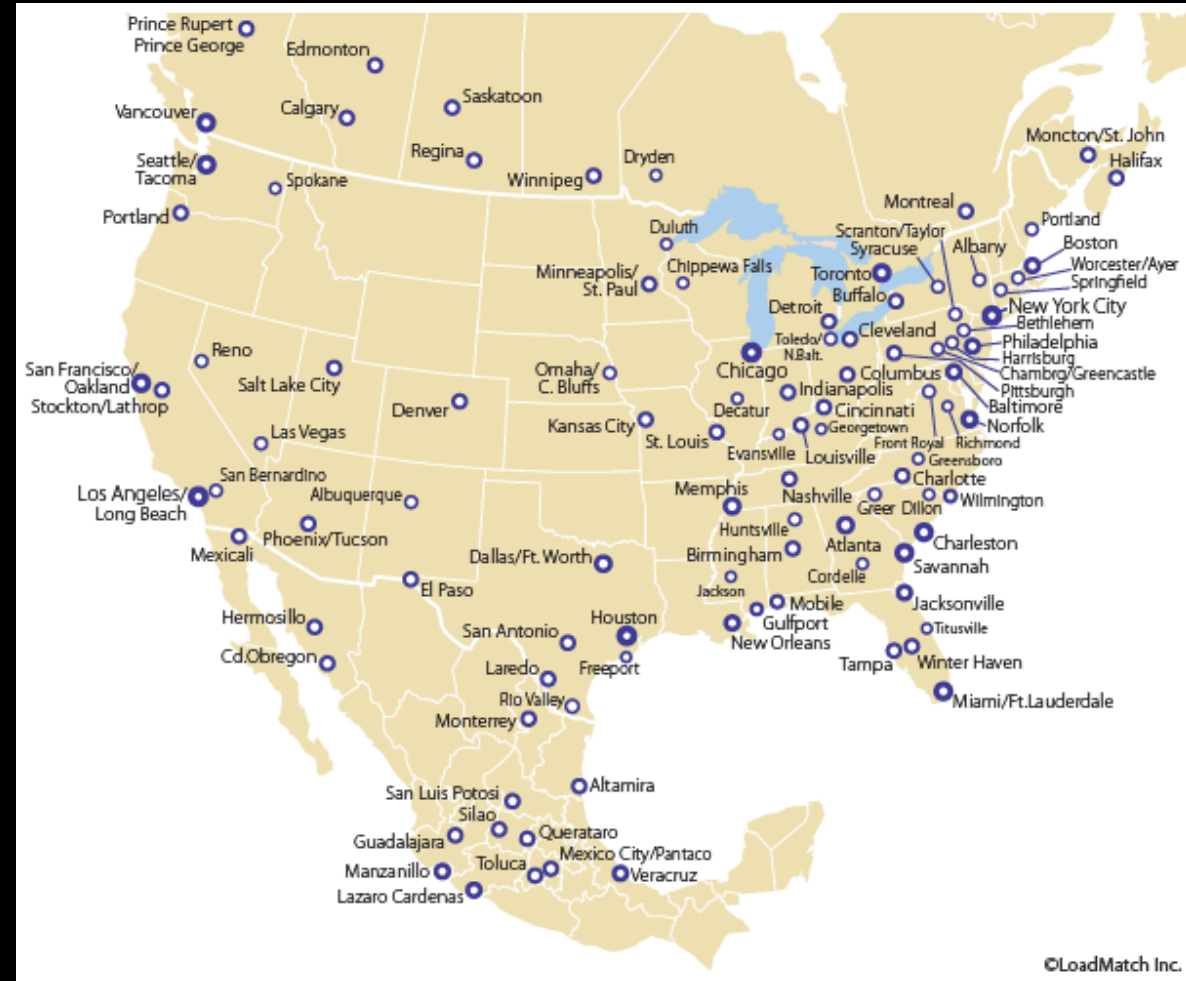 Prince Rupert
Prince George
Edmonton
Vancouver
Calgary
Saskatoon
Seattle/
Tacoma
Spokane
Regina
Winnipeg
Dryden
Moncton/St. John
Halifax
Portland
Montreal
Scranton/Taylor
Syracuse
Albany
Portland
Boston
Worcester/Ayer
Springfield
Duluth
Minneapolis/
St. Paul
Chippewa Falls
Toronto
Buffalo
Detroit
New York City
Bethlehem
Toledo/
N.Balt.
Cleveland
Philadelphia
Harrisburg
Chambrg/Greencastle
Pittsburgh
Baltimore
Norfolk
Reno
San Francisco/
Oakland
Stockton/Lathrop
Salt Lake City
Denver
Omaha/
C. Bluffs
Chicago
Columbus
Indianapolis
Decatur
Cincinnati
Georgetown
Kansas City
St. Louis
Evansville
Louisville
Front Royal
Richmond
Greensboro
Las Vegas
San Bernardino
Los Angeles/
Long Beach
Albuquerque
Memphis
Nashville
Charlotte
Greer
Dillon
Wilmington
Mexicali
Phoenix/Tucson
Dallas/Ft. Worth
Huntsville
Birmingham
Atlanta
Charleston
Savannah
Cordelle
El Paso
Jackson
Mobile
Gulfport
New Orleans
Jacksonville
Hermosillo
Cd.Obregon
San Antonio
Houston
Freeport
Titusville
Tampa
Winter Haven
Laredo
Rio Valley
Monterrey
Miami/Ft.Lauderdale
Altamira
San Luis Potosi
Silao
Guadalajara
Querataro
Manzanillo
Toluca
Mexico City/Pantaco
Veracruz
Lazaro Cardenas
©LoadMatch Inc.